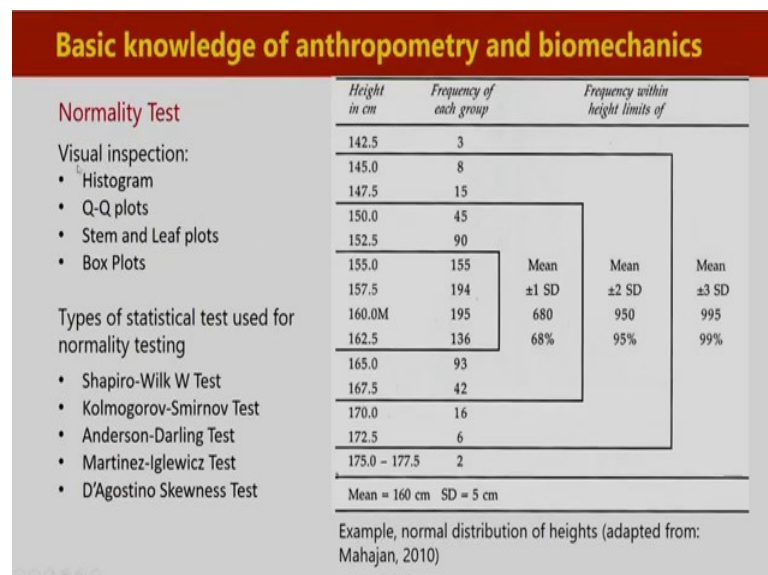 Basic knowledge of anthropometry and biomechanics
Normality Test
Visual inspection:
• Histogram
• Q-Q plots
• Stem and Leaf plots
• Box Plots
Types of statistical test used for
normality testing
• Shapiro-Wilk W Test
• Kolmogorov-Smirnov Test
• Anderson-Darling Test
• Martinez-Iglewicz Test
• D'Agostino Skewness Test
Height Frequency of Frequency within
in cm each group height limits of
142.5 3
145.0 8
147.5 15
150.0 45
152.5 90
155.0 155 Mean Mean Mean
157.5 194 ±1 SD ±2 SD ±3 SD
160.0M 195 680 950 995
162.5 136 68% 95% 99%
165.0 93
167.5 42
170.0 16
172.5 6
175.0 – 177.5 2
Mean = 160 cm SD = 5 cm
Example, normal distribution of heights (adapted from:
Mahajan, 2010)